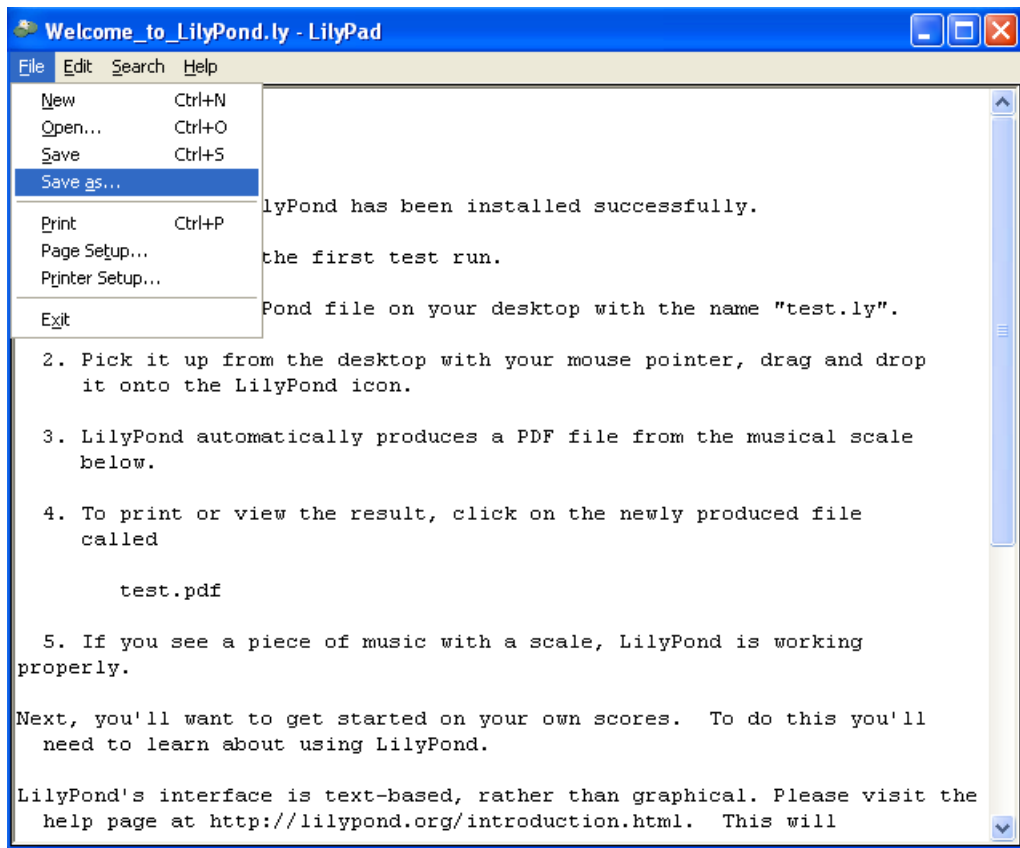 Welcome_to_LilyPond.ly - LilyPad
File Edit Search Help
New Ctrl+N
Open... Ctrl+O
Save Ctrl+S
Save as...
Print Ctrl+P
Page Setup...
Printer Setup...
Exit
lyPond has been installed successfully.
the first test run.
Pond file on your desktop with the name "test.ly".
2. Pick it up from the desktop with your mouse pointer, drag and drop
it onto the LilyPond icon.
3. LilyPond automatically produces a PDF file from the musical scale
below.
4. To print or view the result, click on the newly produced file
called
test.pdf
5. If you see a piece of music with a scale, LilyPond is working
properly.
Next, you'll want to get started on your own scores.  To do this you'll
need to learn about using LilyPond.
LilyPond's interface is text-based, rather than graphical. Please visit the
help page at http://lilypond.org/introduction.html.  This will